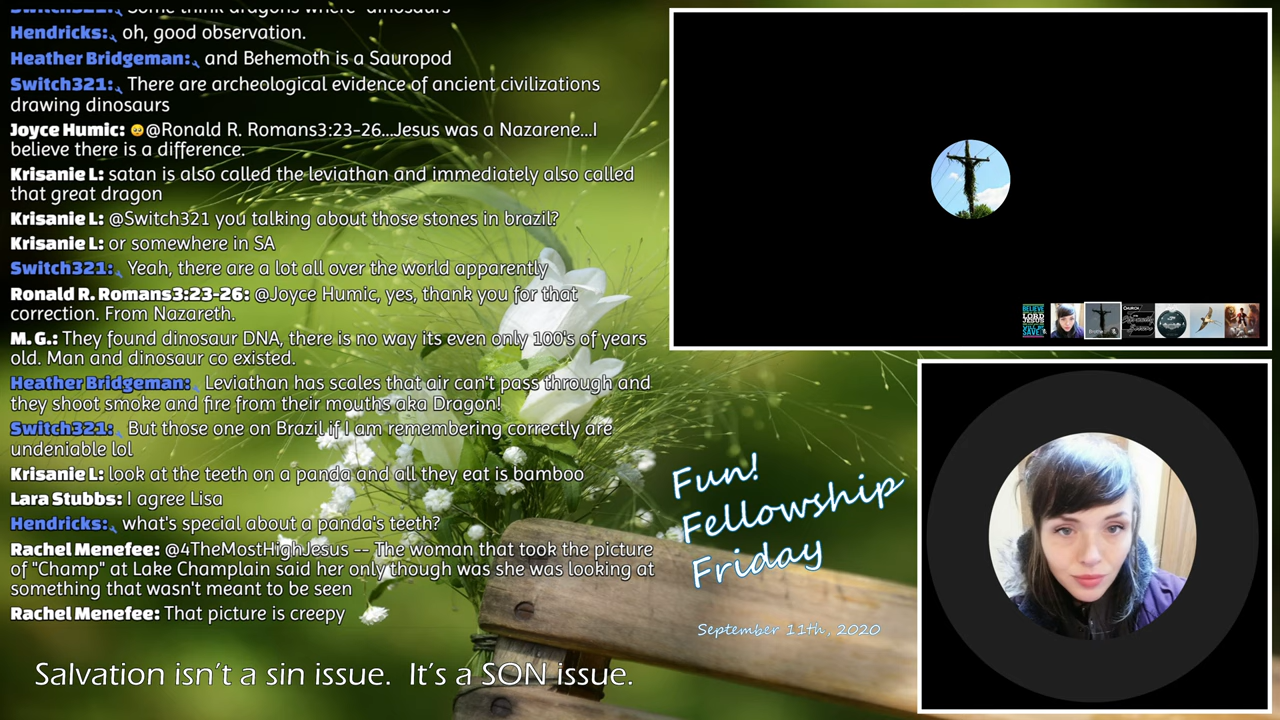 Switch321: Some think dragons where dinosaurs
Hendricks: oh, good observation.
Heather Bridgeman: and Behemoth is a Sauropod
Switch321: There are archeological evidence of ancient civilizations
drawing dinosaurs
Joyce Humic: 🥺@Ronald R. Romans3:23-26...Jesus was a Nazarene...I
believe there is a difference.
Krisanie L: satan is also called the leviathan and immediately also called
that great dragon
Krisanie L: @Switch321 you talking about those stones in brazil?
Krisanie L: or somewhere in SA
Switch321: Yeah, there are a lot all over the world apparently
Ronald R. Romans3:23-26: @Joyce Humic, yes, thank you for that
correction. From Nazareth.
M. G.: They found dinosaur DNA, there is no way its even only 100's of years
old. Man and dinosaur co existed.
Heather Bridgeman: Leviathan has scales that air can't pass through and
they shoot smoke and fire from their mouths aka Dragon!
Switch321: But those one on Brazil if I am remembering correctly are
undeniable lol
Krisanie L: look at the teeth on a panda and all they eat is bamboo
Lara Stubbs: I agree Lisa
Hendricks: what's special about a panda's teeth?
Rachel Menefee: @4TheMostHighJesus -- The woman that took the picture
of "Champ" at Lake Champlain said her only though was she was looking at
something that wasn't meant to be seen
Rachel Menefee: That picture is creepy
Salvation isn't a sin issue. It's a SON issue.
Fun!
Fellowship
Friday
September 11th, 2020
BELIEVE
LORD
JESUS
SAVE
CHURCH